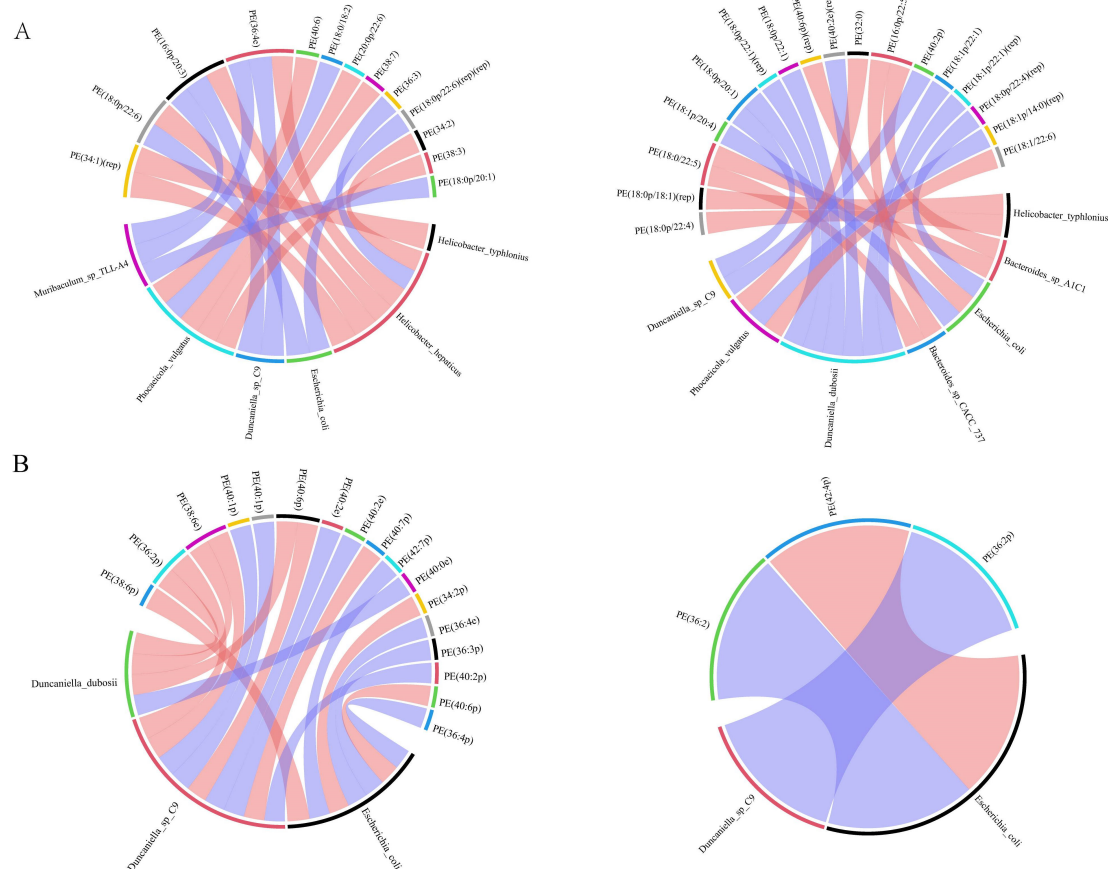 A
PE(34:1)(rep)
PE(18:0p/22:6)
PE(16:0p/20:3)
PE(36:4e)
PE(40:6)
PE(18:0/18:2)
PE(20:0p/22:6)
PE(38:7)
PE(36:3)
PE(18:0p/22:6)(rep)(rep)
PE(34:2)
PE(38:3)
PE(18:0p/20:1)
Helicobacter_typhlonius
Helicobacter_hepaticus
Escherichia_coli
Duncaniella_sp_C9
Phocaeicola_vulgatus
Muribaculum_sp_TLL-A4
PE(18:0p/22:4)
PE(18:0p/18:1)(rep)
PE(18:0/22:5)
PE(18:1p/20:4)
PE(18:0p/20:1)
PE(18:0p/22:1)(rep)
PE(18:0p/22:1)
PE(40:6p)(rep)
PE(40:2e)(re
PE(32:0)
PE(16:0p/22:5
PE(40:2p)
PE(18:1p/22:1)
PE(18:1p/22:1)(rep)
PE(18:0p/22:4)(rep)
PE(18:1p/14:0)(rep)
PE(18:1/22:6)
Helicobacter_typhlonius
Bacteroides_sp_A1C1
Escherichia_coli
Bacteroides_sp_CACC_737
Duncaniella_dubosii
Phocaeicola_vulgatus
Duncaniella_sp_C9
B
PE(38:6p)
PE(36:2p)
PE(38:6e)
PE(40:1p)
PE(40:1p)
PE(40:6p)
PE(40:2e)
PE(40:2e)
PE(40:7p)
PE(42:7p)
PE(40:0e)
PE(34:2p)
PE(36:4e)
PE(36:3p)
PE(40:2p)
PE(40:6p)
PE(36:4p)
Escherichia_coli
Duncaniella_sp_C9
Duncaniella_dubosii
PE(36:2)
PE(42:4p)
PE(36:2p)
Escherichia_coli
Duncaniella_sp_C9